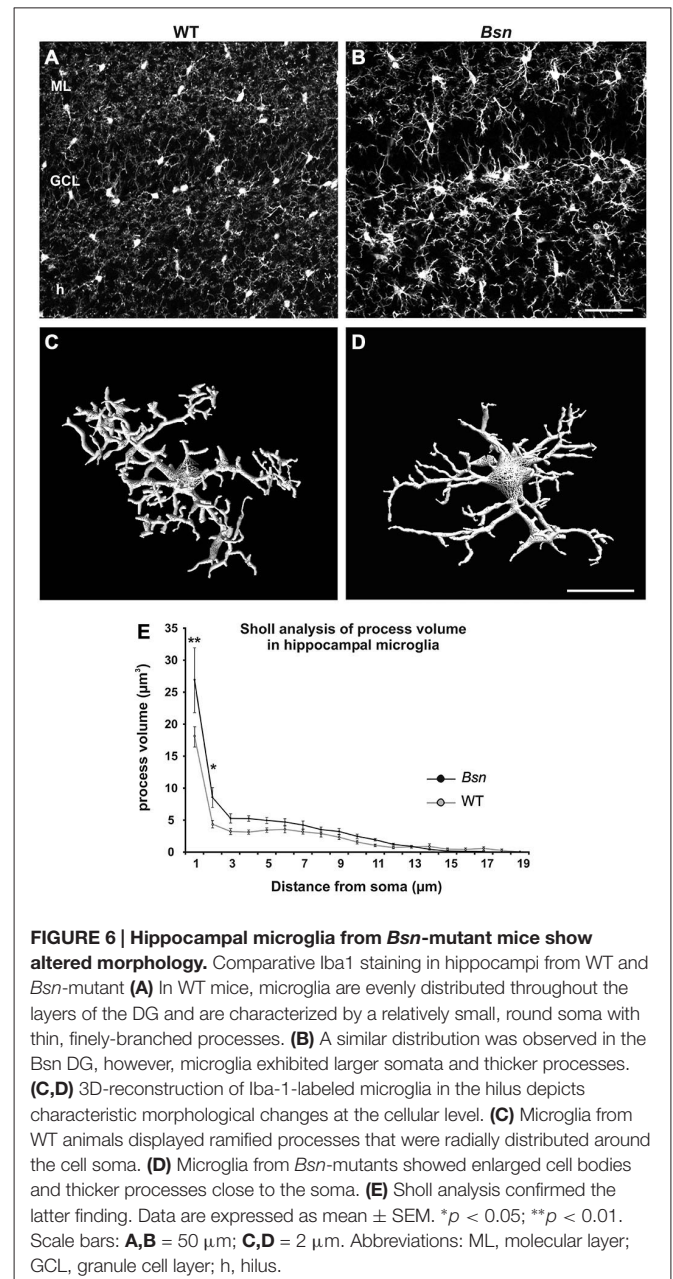 WT
Bsn
A
B
ML
GCL
h
C
D
E
Sholl analysis of process volume
in hippocampal microglia
process volume (µm³)
35
30
25
20
15
10
5
0
**
*
Bsn
WT
1 3 5 7 9 11 13 15 17 19
Distance from soma (µm)
FIGURE 6 | Hippocampal microglia from Bsn-mutant mice show
altered morphology. Comparative Iba1 staining in hippocampi from WT and
Bsn-mutant (A) In WT mice, microglia are evenly distributed throughout the
layers of the DG and are characterized by a relatively small, round soma with
thin, finely-branched processes. (B) A similar distribution was observed in the
Bsn DG, however, microglia exhibited larger somata and thicker processes.
(C,D) 3D-reconstruction of Iba-1-labeled microglia in the hilus depicts
characteristic morphological changes at the cellular level. (C) Microglia from
WT animals displayed ramified processes that were radially distributed around
the cell soma. (D) Microglia from Bsn-mutants showed enlarged cell bodies
and thicker processes close to the soma. (E) Sholl analysis confirmed the
latter finding. Data are expressed as mean ± SEM. *p < 0.05; **p < 0.01.
Scale bars: A,B = 50 µm; C,D = 2 µm. Abbreviations: ML, molecular layer;
GCL, granule cell layer; h, hilus.